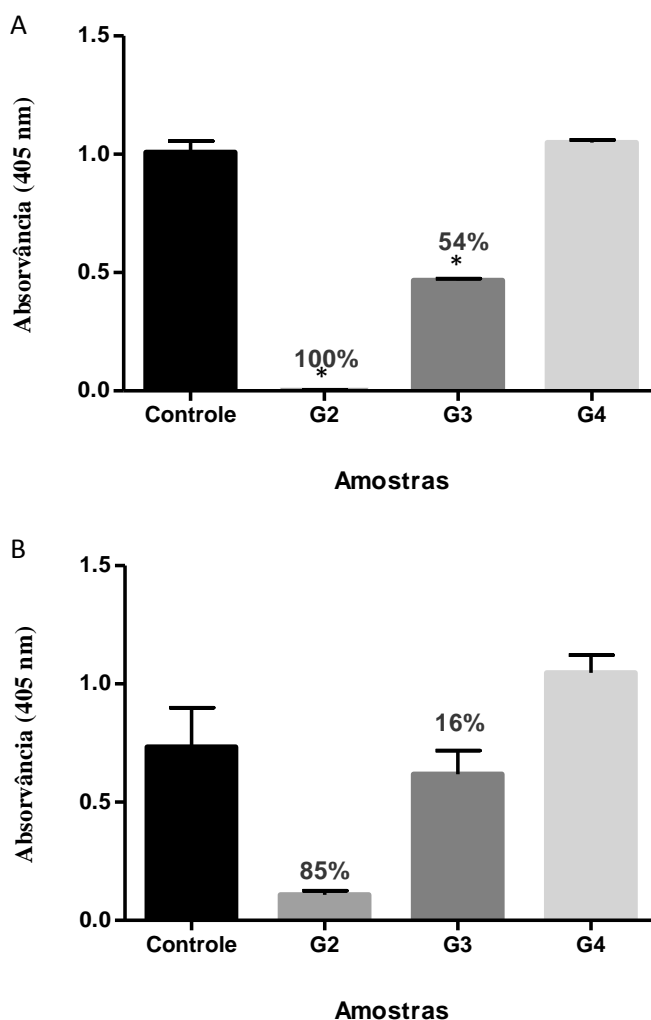 A
1.5
1.0
0.5
0.0
Absorvância (405 nm)
100%
*
54%
*
Controle
G2
G3
G4
Amostras
B
1.5
1.0
0.5
0.0
Absorvância (405 nm)
85%
16%
Controle
G2
G3
G4
Amostras